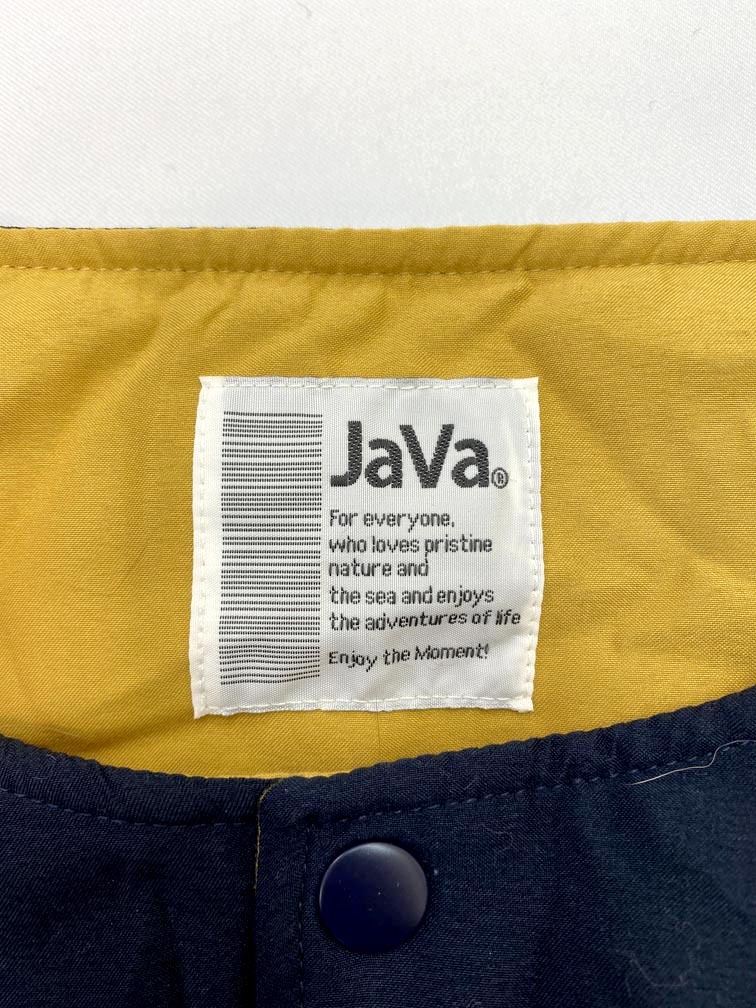 JaVa®
For everyone,
who loves pristine
nature and
the sea and enjoys
the adventures of life
Enjoy the Moment!